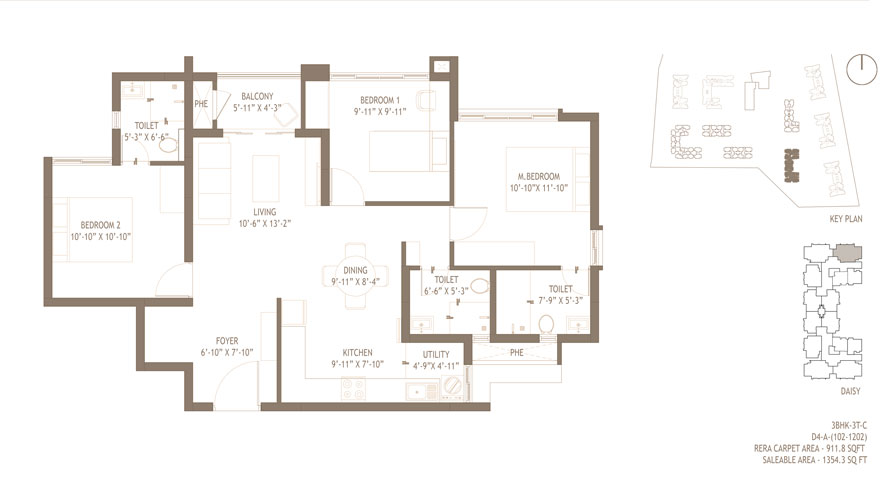 PHE
BALCONY
5'-11" X 4'-3"
BEDROOM 1
9'-11" X 9'-11"
TOILET
5'-3" X 6'-6"
M.BEDROOM
10'-10"X 11'-10"
LIVING
10'-6" X 13'-2"
BEDROOM 2
10'-10" X 10'-10"
DINING
9'-11" X 8'-4"
TOILET
6'-6" X 5'-3"
TOILET
7'-9" X 5'-3"
FOYER
6'-10" X 7'-10"
KITCHEN
9'-11" X 7'-10"
UTILITY
4'-9"X 4'-11"
PHE
KEY PLAN
DAISY
3BHK-3T-C
D4-A-(102-1202)
RERA CARPET AREA - 911.8 SQFT
SALEABLE AREA - 1354.3 SQ FT